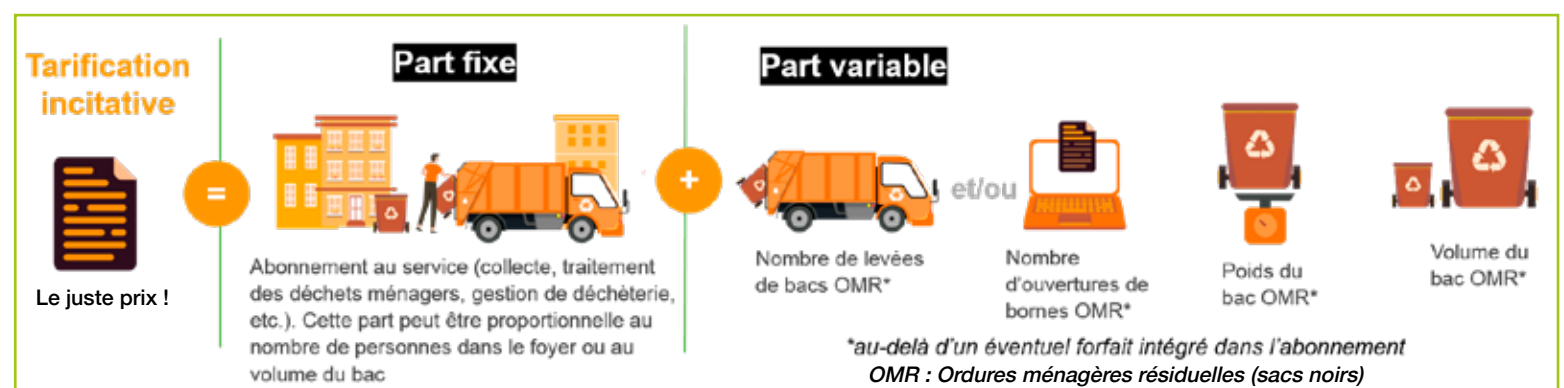 Tarification
incitative
Le juste prix !
=
Part fixe
Abonnement au service (collecte, traitement
des déchets ménagers, gestion de déchèterie,
etc.). Cette part peut être proportionnelle au
nombre de personnes dans le foyer ou au
volume du bac
+
Part variable
Nombre de levées
de bacs OMR*
et/ou
Nombre
d'ouvertures de
bornes OMR*
Poids du
bac OMR*
Volume du
bac OMR*
*au-delà d'un éventuel forfait intégré dans l'abonnement
OMR : Ordures ménagères résiduelles (sacs noirs)